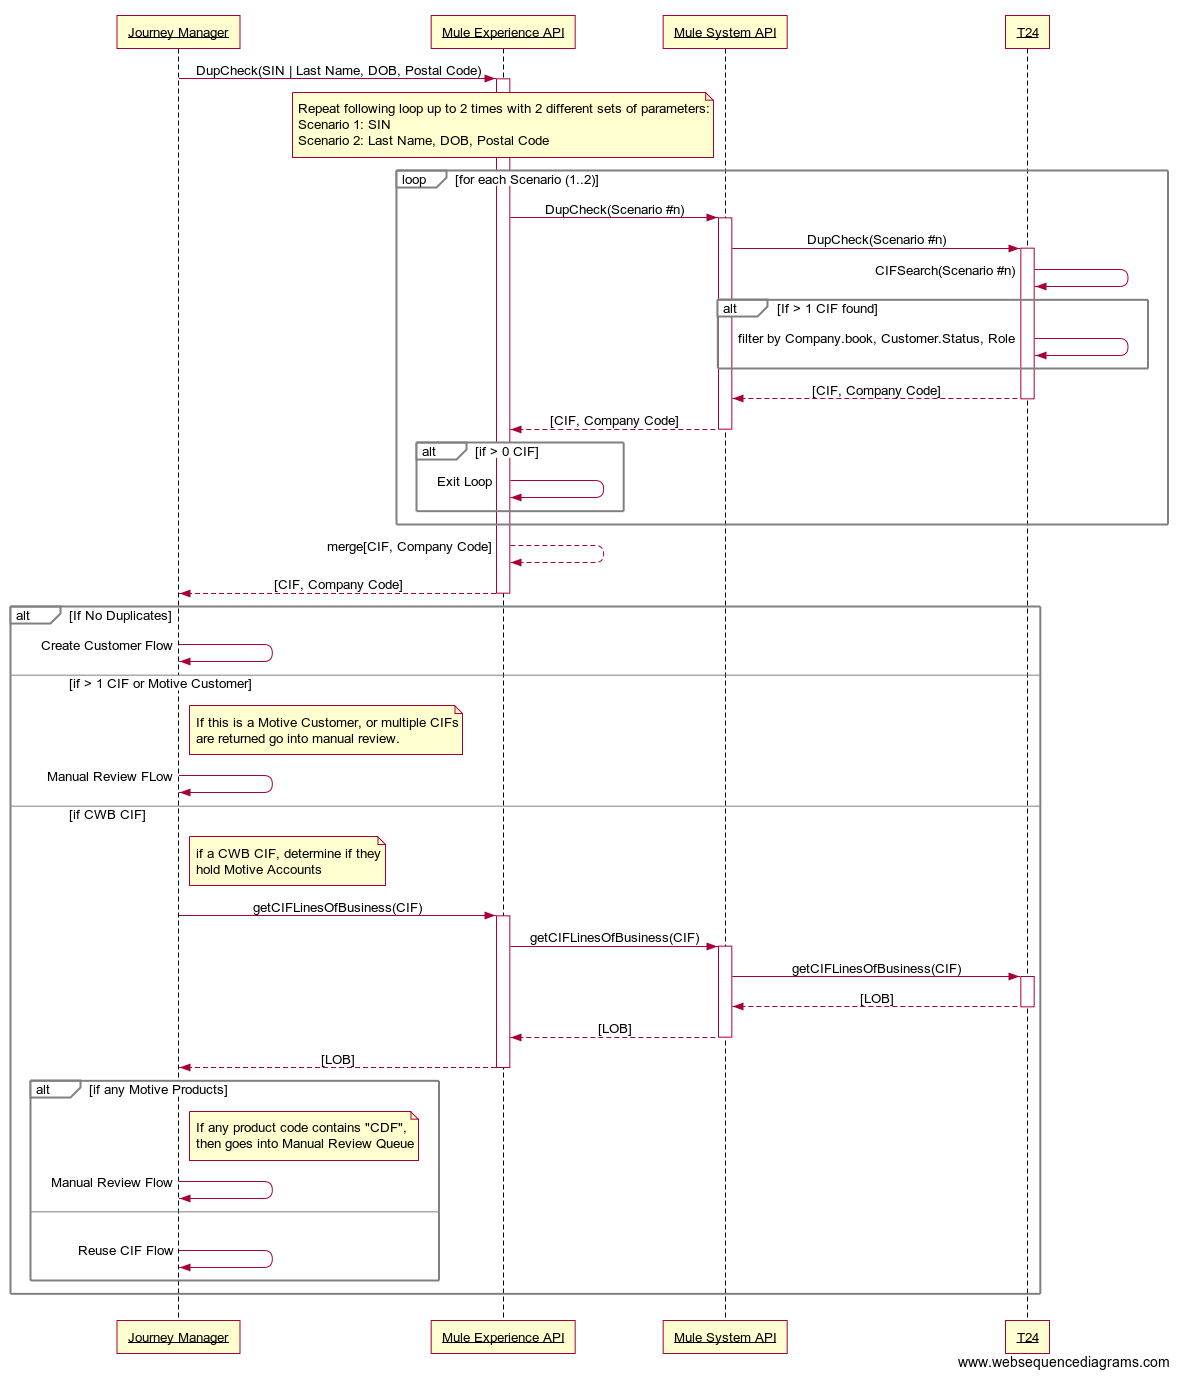 Journey Manager
Mule Experience API
Mule System API
T24
DupCheck(SIN | Last Name, DOB, Postal Code)
Repeat following loop up to 2 times with 2 different sets of parameters:
Scenario 1: SIN
Scenario 2: Last Name, DOB, Postal Code
loop
[for each Scenario (1..2)]
DupCheck(Scenario #n)
DupCheck(Scenario #n)
CIFSearch(Scenario #n)
alt
[If > 1 CIF found]
filter by Company.book, Customer.Status, Role
[CIF, Company Code]
[CIF, Company Code]
alt
[if > 0 CIF]
Exit Loop
merge[CIF, Company Code]
[CIF, Company Code]
alt
[If No Duplicates]
Create Customer Flow
[if > 1 CIF or Motive Customer]
If this is a Motive Customer, or multiple CIFs
are returned go into manual review.
Manual Review FLow
[if CWB CIF]
if a CWB CIF, determine if they
hold Motive Accounts
getCIFLinesOfBusiness(CIF)
getCIFLinesOfBusiness(CIF)
getCIFLinesOfBusiness(CIF)
[LOB]
[LOB]
[LOB]
alt
[if any Motive Products]
If any product code contains "CDF",
then goes into Manual Review Queue
Manual Review Flow
Reuse CIF Flow
Journey Manager
Mule Experience API
Mule System API
T24
www.websequencediagrams.com